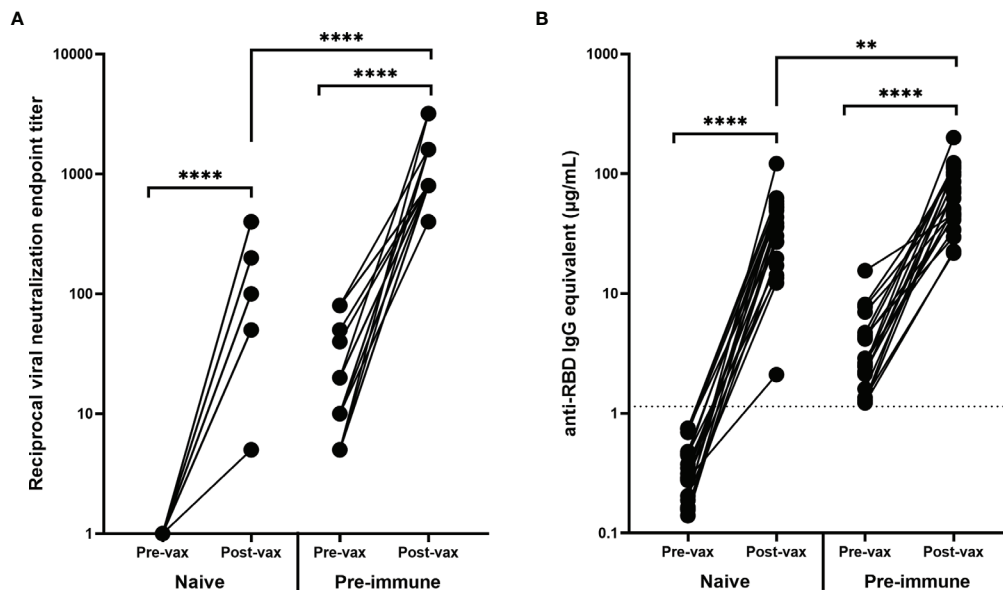 A
Reciprocal viral neutralization endpoint titer
10000
1000
100
10
1
****
****
****
Pre-vax Post-vax Pre-vax Post-vax
Naive Pre-immune
B
anti-RBD IgG equivalent (µg/mL)
1000
100
10
1
0.1
**
****
****
Pre-vax Post-vax Pre-vax Post-vax
Naive Pre-immune